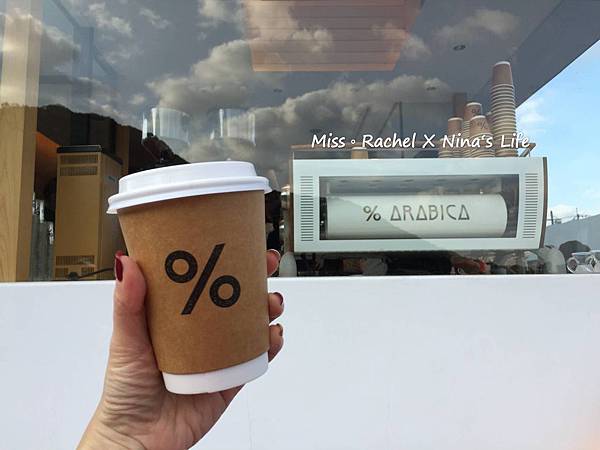 Miss。Rachel X Nina's Life
% ARABICA
%
%